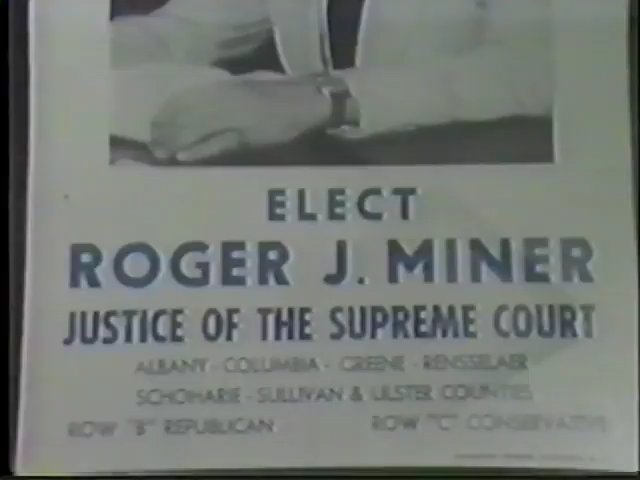 ELECT
ROGER J. MINER
JUSTICE OF THE SUPREME COURT
ALBANY - COLUMBIA - GREENE - RENSSELAER
SCHOHARIE - SULLIVAN & ULSTER COUNTIES
ROW "B" REPUBLICAN ROW "C" CONSERVATIVE